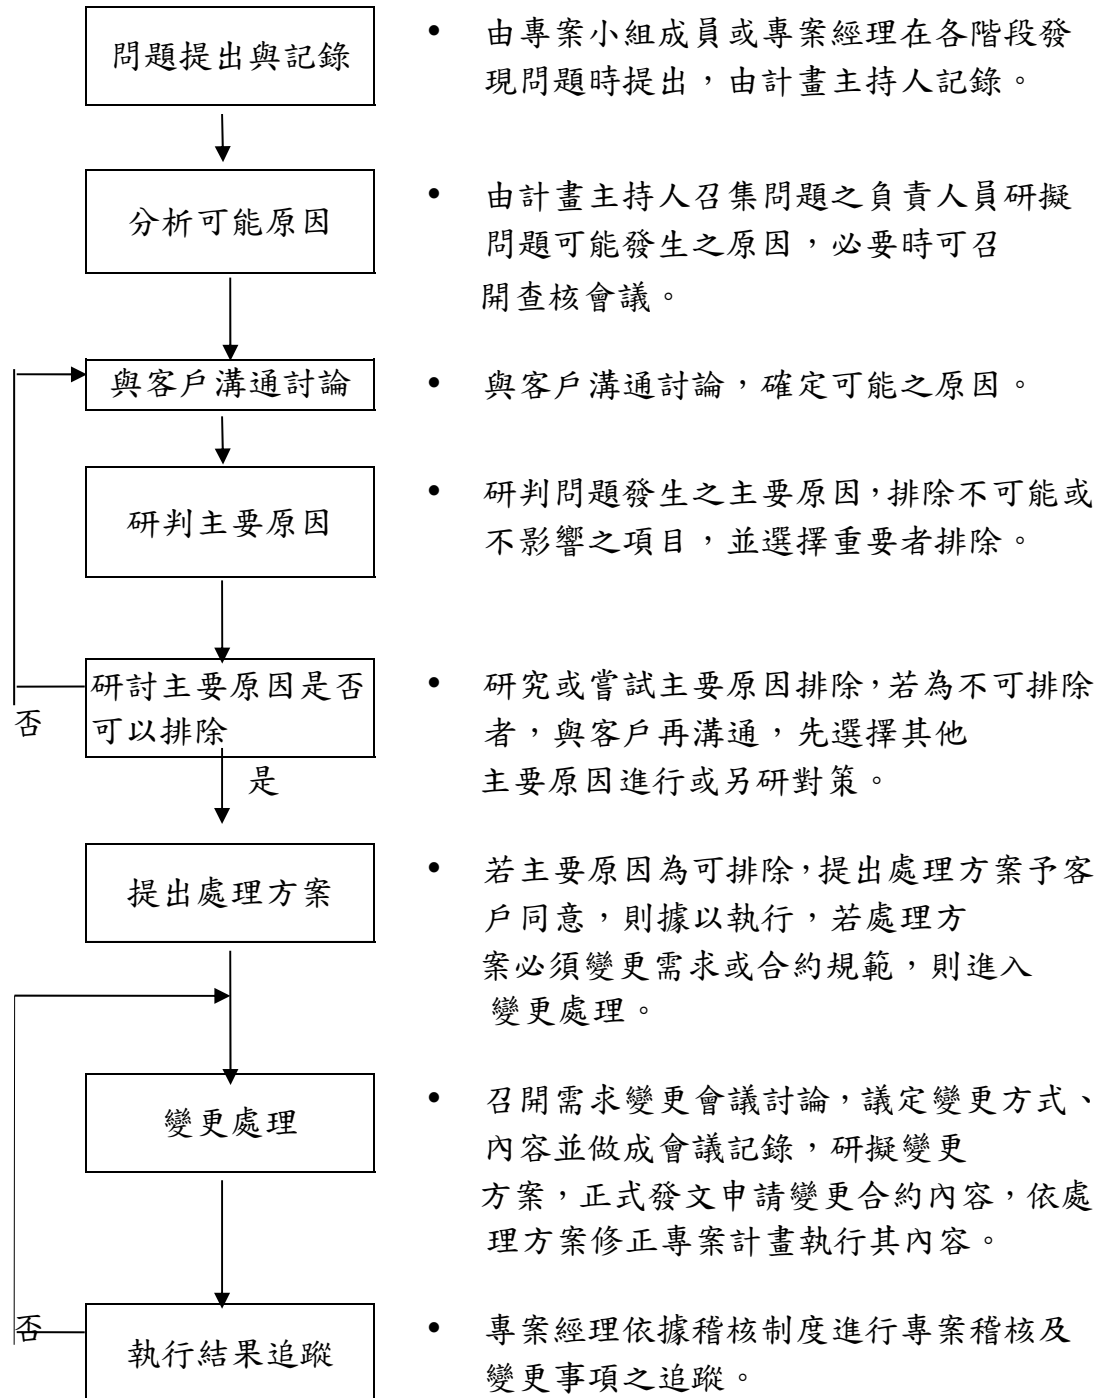 問題提出與記錄
• 由專案小組成員或專案經理在各階段發
現問題時提出，由計畫主持人記錄。
分析可能原因
• 由計畫主持人召集問題之負責人員研擬
問題可能發生之原因，必要時可召
開查核會議。
與客戶溝通討論
• 與客戶溝通討論，確定可能之原因。
研判主要原因
• 研判問題發生之主要原因，排除不可能或
不影響之項目，並選擇重要者排除。
研討主要原因是否
可以排除
否
是
• 研究或嘗試主要原因排除，若為不可排除
者，與客戶再溝通，先選擇其他
主要原因進行或另研對策。
提出處理方案
• 若主要原因為可排除，提出處理方案予客
戶同意，則據以執行，若處理方
案必須變更需求或合約規範，則進入
變更處理。
變更處理
• 召開需求變更會議討論，議定變更方式、
內容並做成會議記錄，研擬變更
方案，正式發文申請變更合約內容，依處
理方案修正專案計畫執行其內容。
否
執行結果追蹤
• 專案經理依據稽核制度進行專案稽核及
變更事項之追蹤。